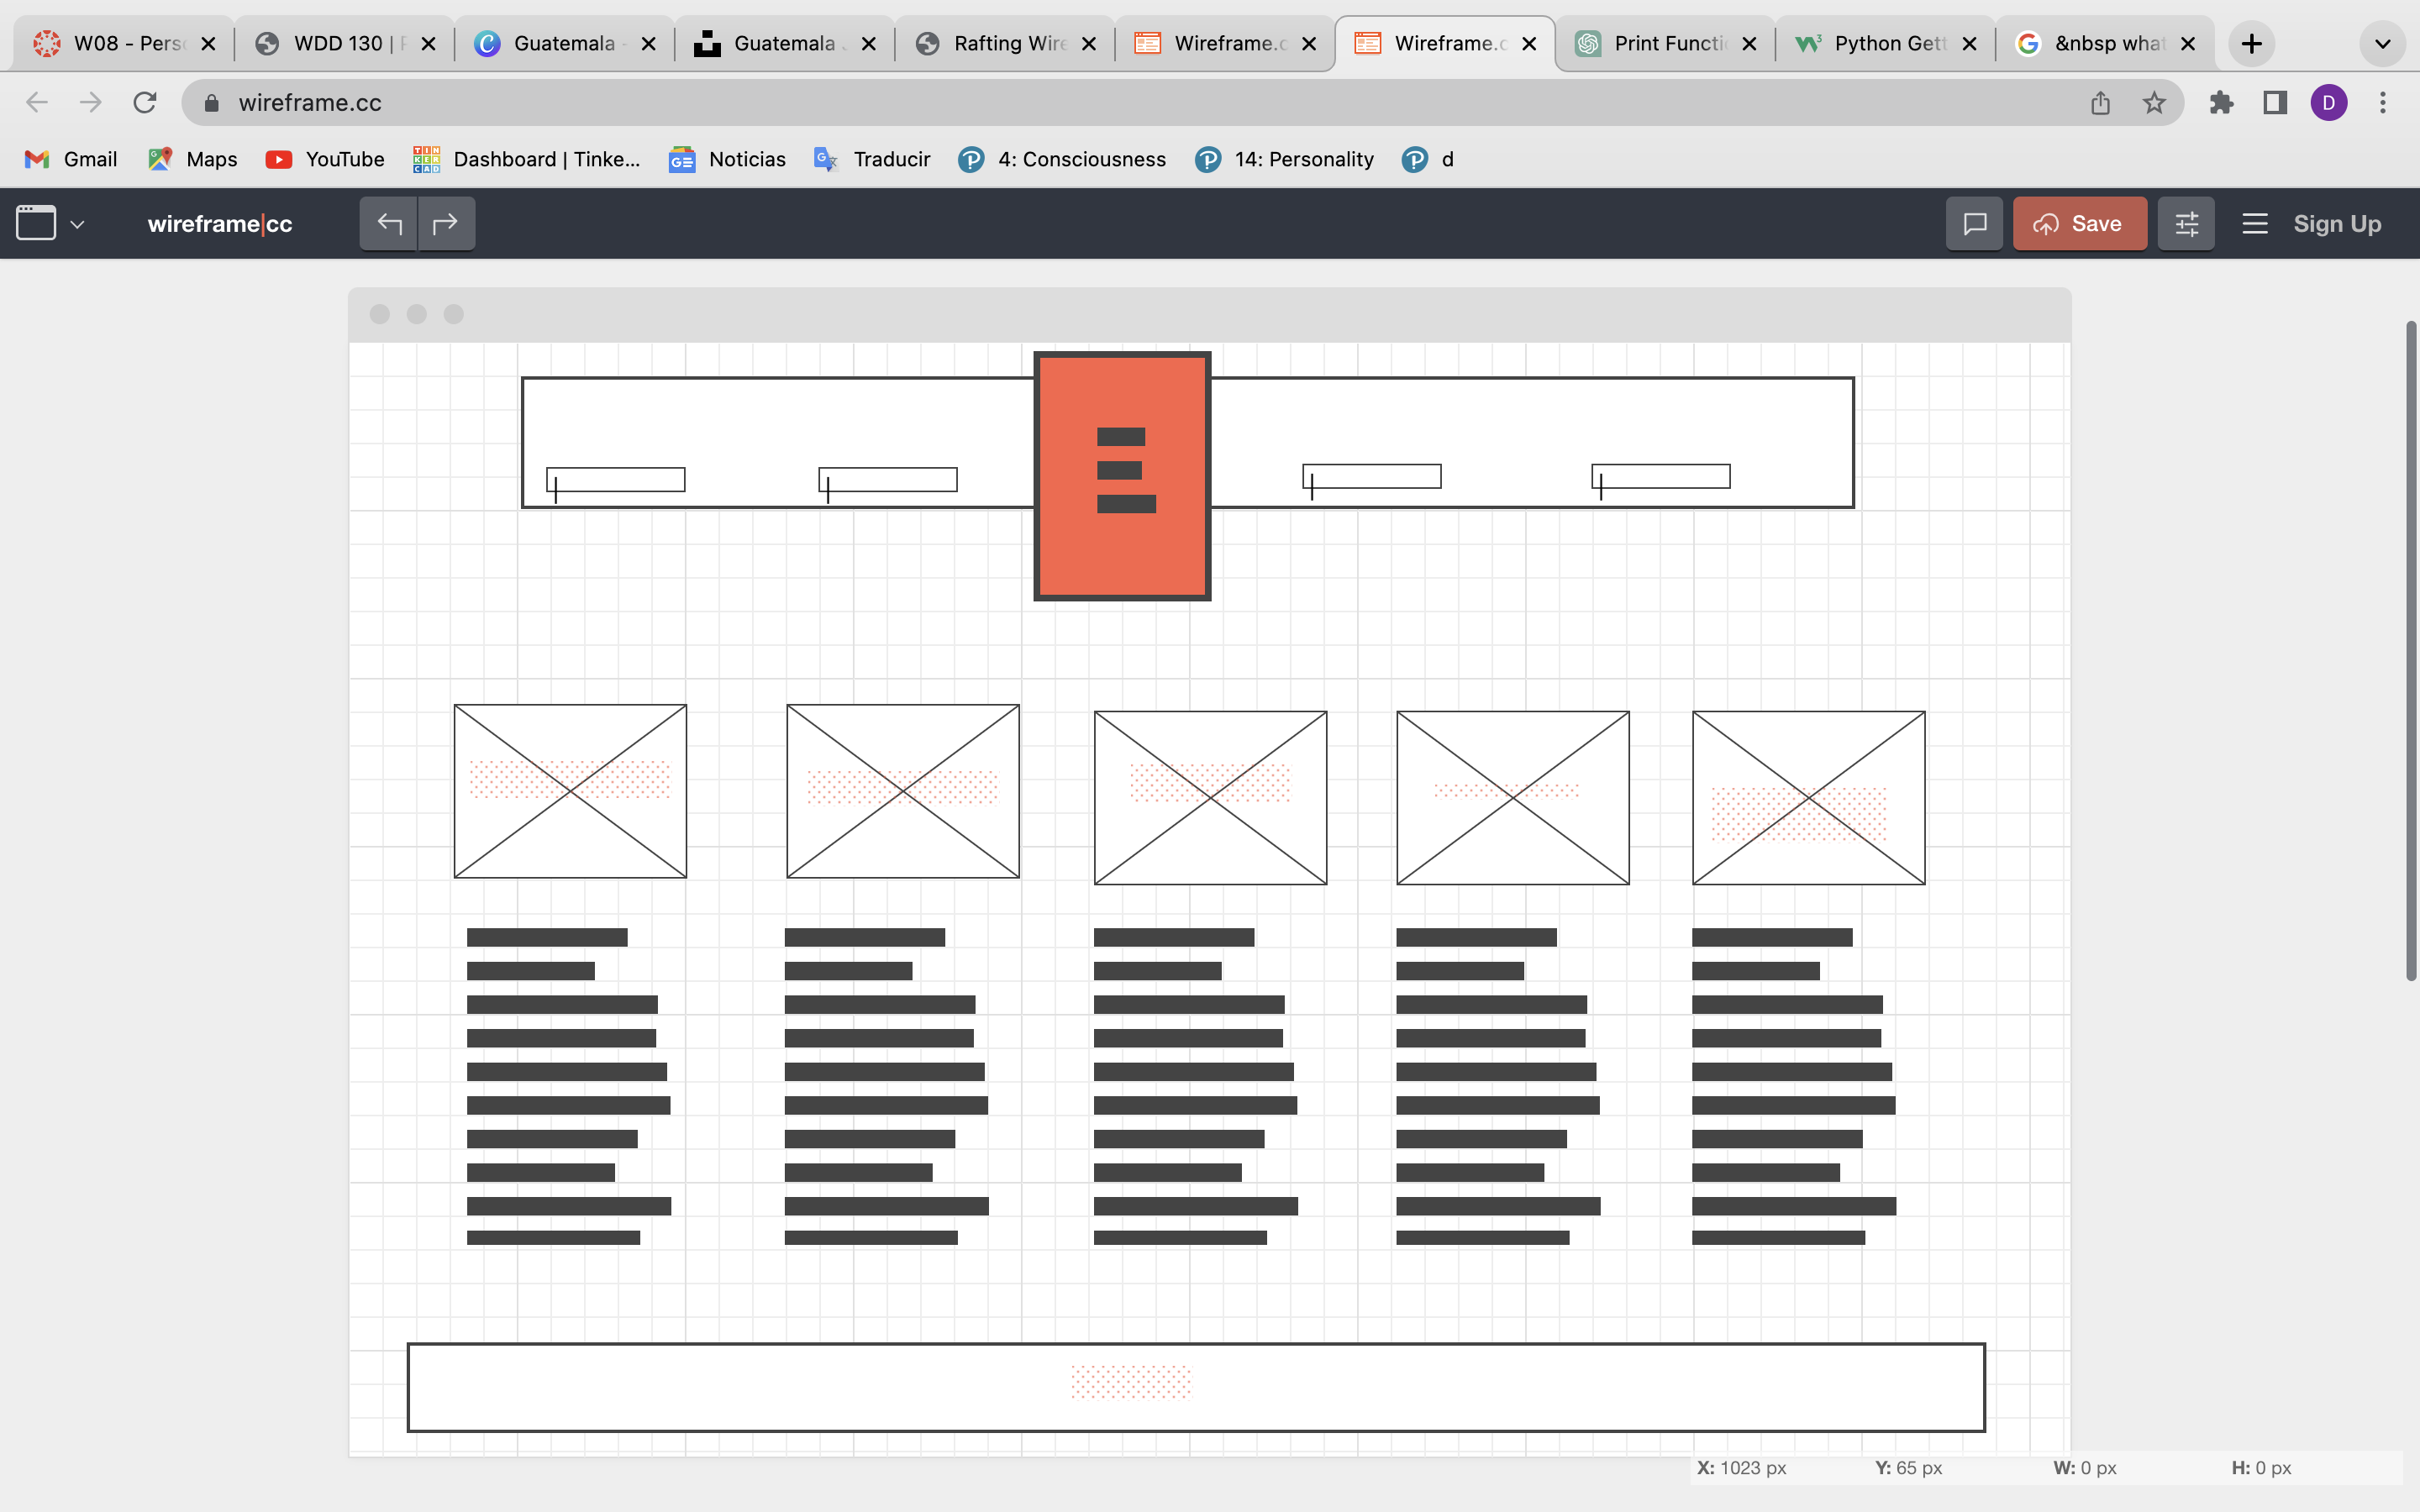 W08 - Pers
WDD 130 |
Guatemala
Guatemala
Rafting Wire
Wireframe.c
Wireframe.c
Print Functi
Python Gett
&nbsp what
wireframe.cc
D
Gmail
Maps
YouTube
Dashboard | Tinke...
Noticias
Traducir
4: Consciousness
14: Personality
d
wireframe|cc
Save
Sign Up
X: 1023 px
Y: 65 px
W: 0 px
H: 0 px